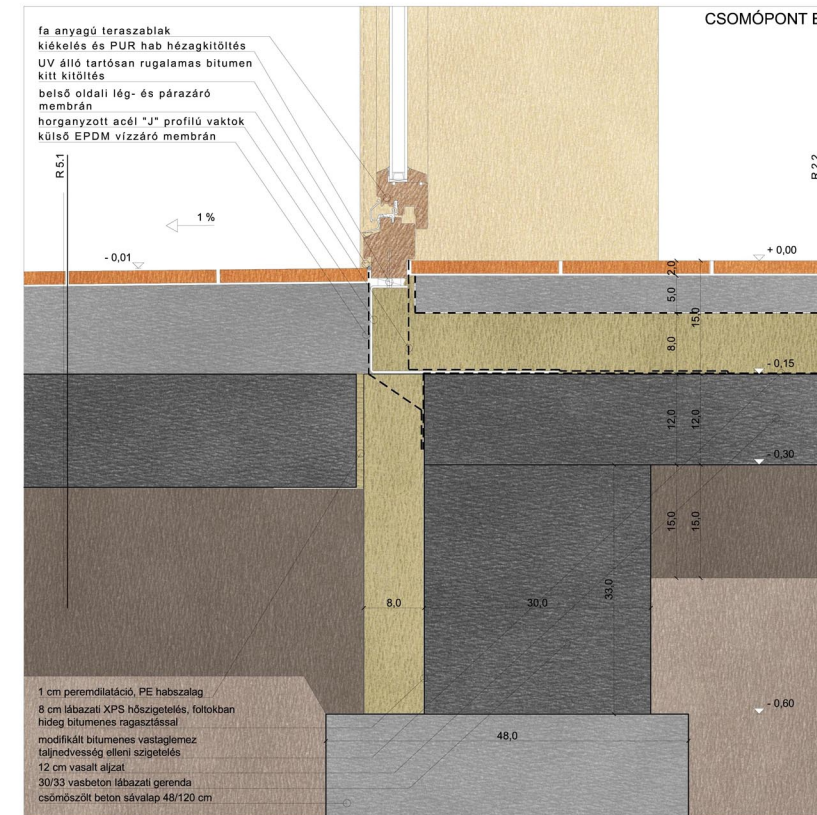 CSOMÓPONT
fa anyagú teraszablak
kiékelés és PUR hab hézagkitöltés
UV álló tartósan rugalamas bitumen
kitt kitöltés
belső oldali lég- és párazáró
membrán
horganyzott acél "J" profilú vaktok
külső EPDM vízzáró membrán
R 5.1
1 %
- 0,01
+ 0,00
2,0
5,0
15,0
8,0
- 0,15
12,0
12,0
- 0,30
15,0
15,0
8,0
30,0
33,0
- 0,60
48,0
1 cm peremdilatáció, PE habszalag
8 cm lábazati XPS hőszigetelés, foltokban
hideg bitumenes ragasztással
modifikált bitumenes vastaglemez
taljnedvesség elleni szigetelés
12 cm vasalt aljzat
30/33 vasbeton lábazati gerenda
csömöszölt beton sávalap 48/120 cm